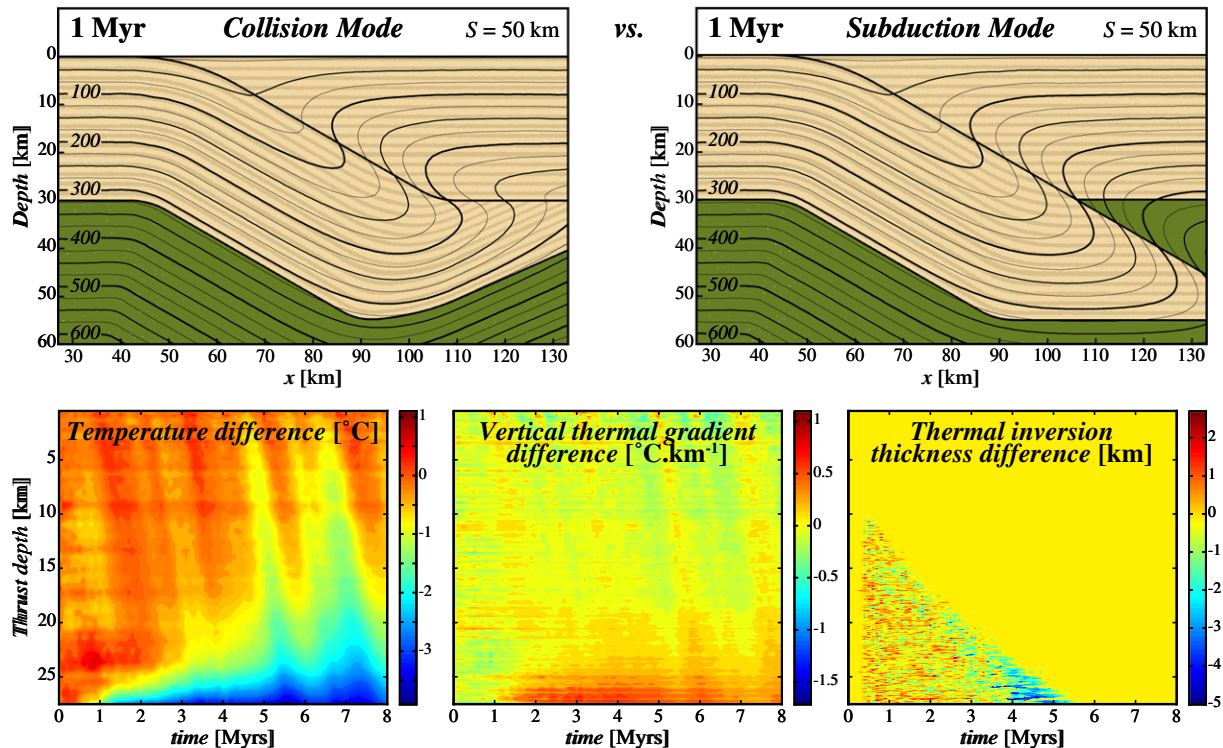 1 Myr Collision Mode S = 50 km vs. 1 Myr Subduction Mode S = 50 km
0
10
20
30
40
50
60
Depth [km]
100
200
300
400
500
600
30 40 50 60 70 80 90 100 110 120 130
x [km]
0
10
20
30
40
50
60
Depth [km]
100
200
300
400
500
600
30 40 50 60 70 80 90 100 110 120 130
x [km]
Temperature difference [°C]
5
10
15
20
25
Thrust depth [km]
0 1 2 3 4 5 6 7 8
time [Myrs]
1
0
-1
-2
-3
Vertical thermal gradient
difference [°C.km-1]
0 1 2 3 4 5 6 7 8
time [Myrs]
1
0.5
0
-0.5
-1
-1.5
Thermal inversion
thickness difference [km]
0 1 2 3 4 5 6 7 8
time [Myrs]
2
1
0
-1
-2
-3
-4
-5